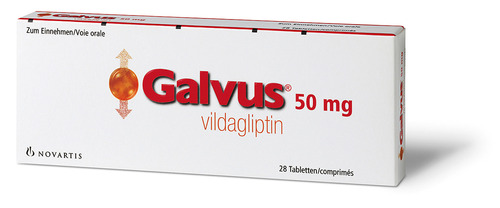 Zum Einnehmen/Voie orale
Galvus® 50 mg
vildagliptin
NOVARTIS
28 Tabletten/comprimés